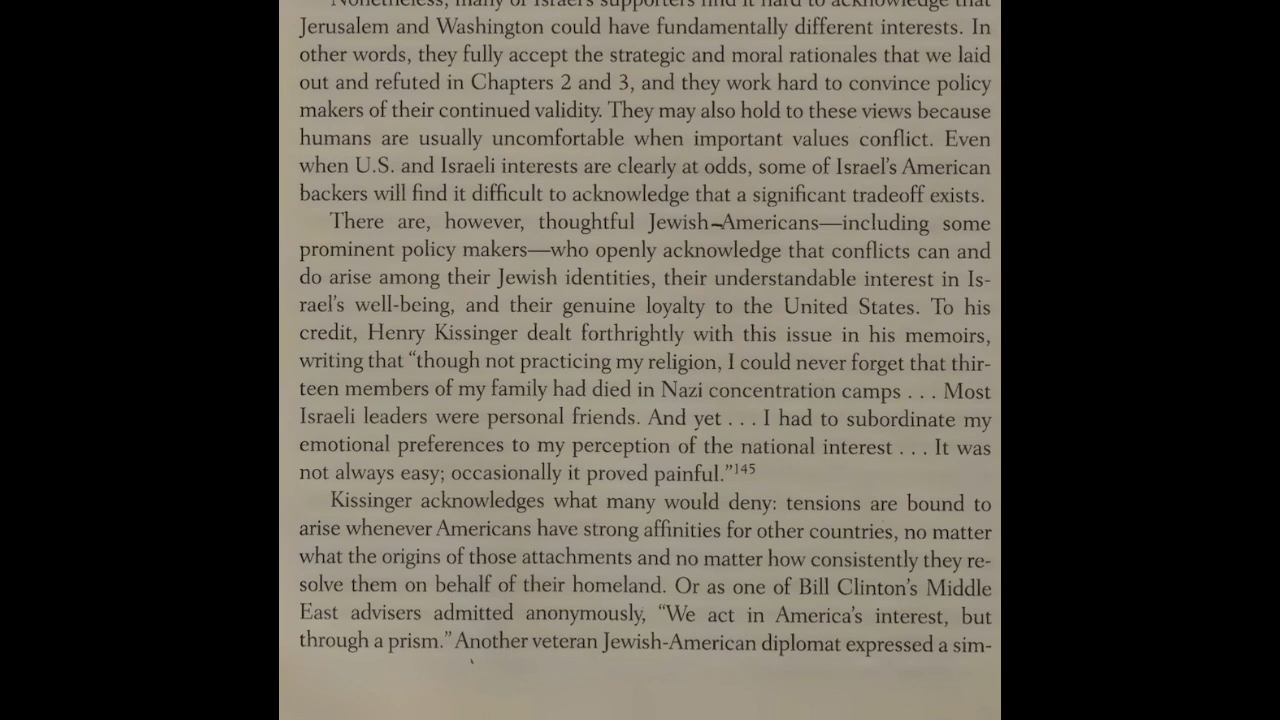 Nonetheless, many of Israel's supporters find it hard to acknowledge that
Jerusalem and Washington could have fundamentally different interests. In
other words, they fully accept the strategic and moral rationales that we laid
out and refuted in Chapters 2 and 3, and they work hard to convince policy
makers of their continued validity. They may also hold to these views because
humans are usually uncomfortable when important values conflict. Even
when U.S. and Israeli interests are clearly at odds, some of Israel's American
backers will find it difficult to acknowledge that a significant tradeoff exists.
There are, however, thoughtful Jewish-Americans—including some
prominent policy makers—who openly acknowledge that conflicts can and
do arise among their Jewish identities, their understandable interest in Is-
rael's well-being, and their genuine loyalty to the United States. To his
credit, Henry Kissinger dealt forthrightly with this issue in his memoirs,
writing that “though not practicing my religion, I could never forget that thir-
teen members of my family had died in Nazi concentration camps . . . Most
Israeli leaders were personal friends. And yet . . . I had to subordinate my
emotional preferences to my perception of the national interest . . . It was
not always easy; occasionally it proved painful.”145
Kissinger acknowledges what many would deny: tensions are bound to
arise whenever Americans have strong affinities for other countries, no matter
what the origins of those attachments and no matter how consistently they re-
solve them on behalf of their homeland. Or as one of Bill Clinton's Middle
East advisers admitted anonymously, “We act in America's interest, but
through a prism.” Another veteran Jewish-American diplomat expressed a sim-